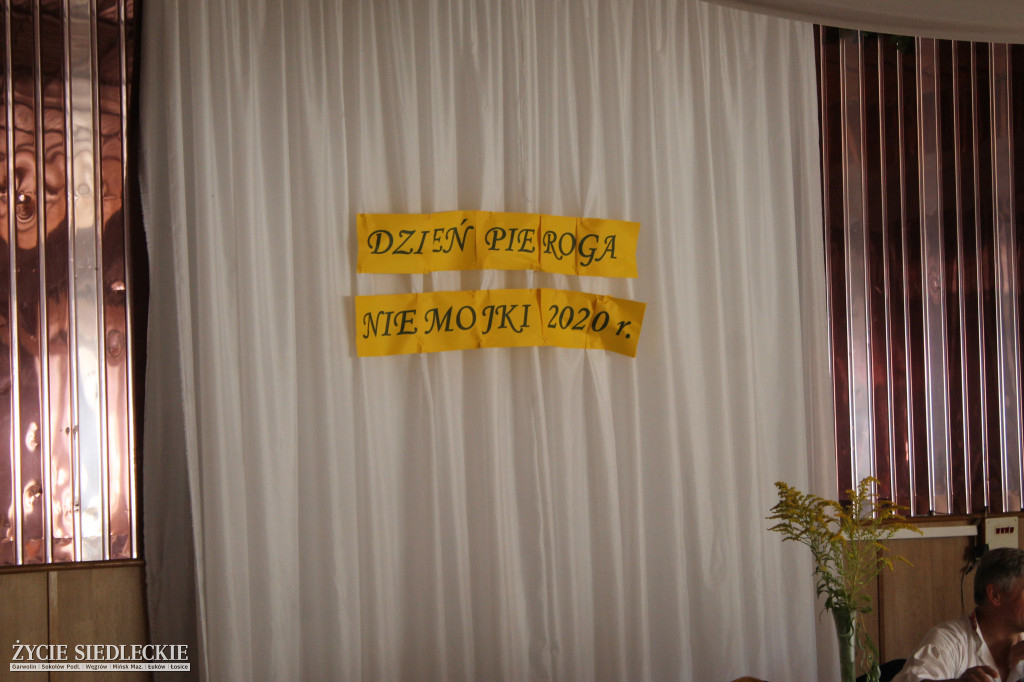 DZIEŃ PIEROGA
NIEMOJKI 2020 r.
ŻYCIE SIEDLECKIE
Garwolin | Sokołów Podl. | Węgrów | Mińsk Maz. | Łuków | Łosice